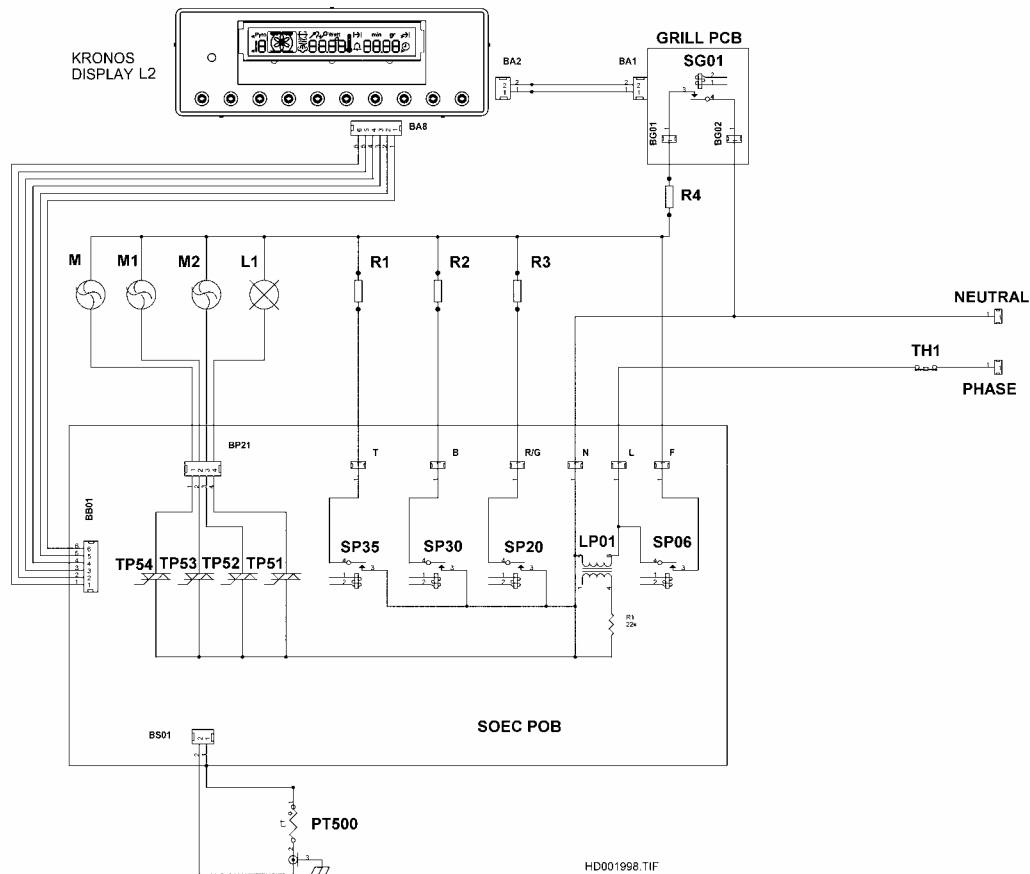 KRONOS
DISPLAY L2
BA8
BA2
BA1
GRILL PCB
SG01
BG01
BG02
R4
M
M1
M2
L1
R1
R2
R3
NEUTRAL
TH1
PHASE
BP21
T
B
R/G
N
L
F
BB01
TP54
TP53
TP52
TP51
SP35
SP30
SP20
LP01
SP06
22k
SOEC POB
BS01
PT500
HD001998.TIF